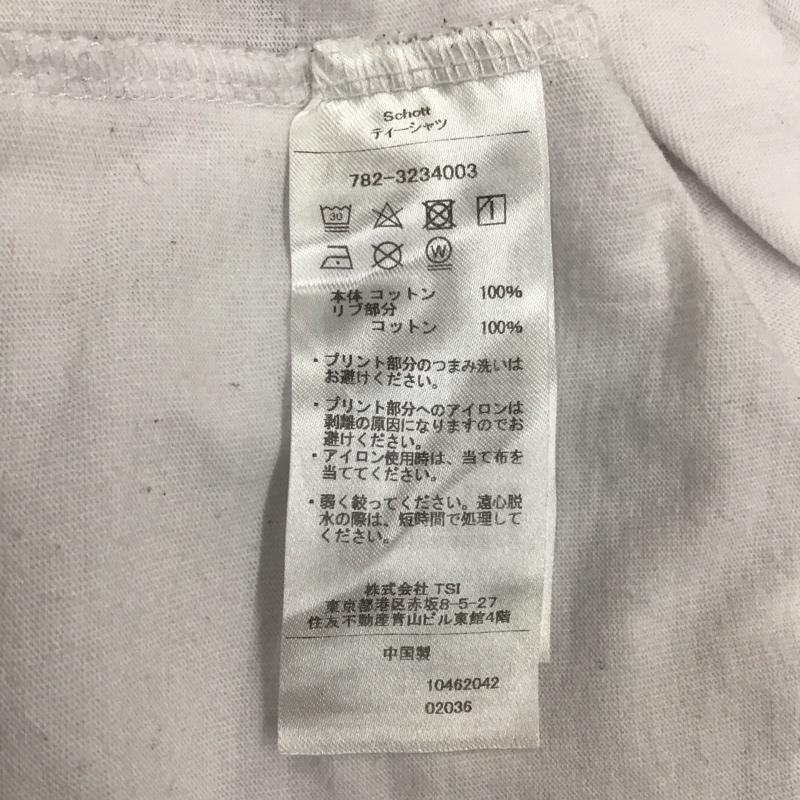 Schott
ティーシャツ
782-3234003
30
W
本体 コットン 100%
リブ部分
コットン 100%
・プリント部分のつまみ洗いは
お避けください。
・プリント部分へのアイロンは
剥離の原因になりますのでお
避けください。
・アイロン使用時は、当て布を
当ててください。
・弱く絞ってください。遠心脱
水の際は、短時間で処理して
ください。
株式会社 TSI
東京都港区赤坂8-5-27
住友不動産青山ビル東館4階
中国製
10462042
02036